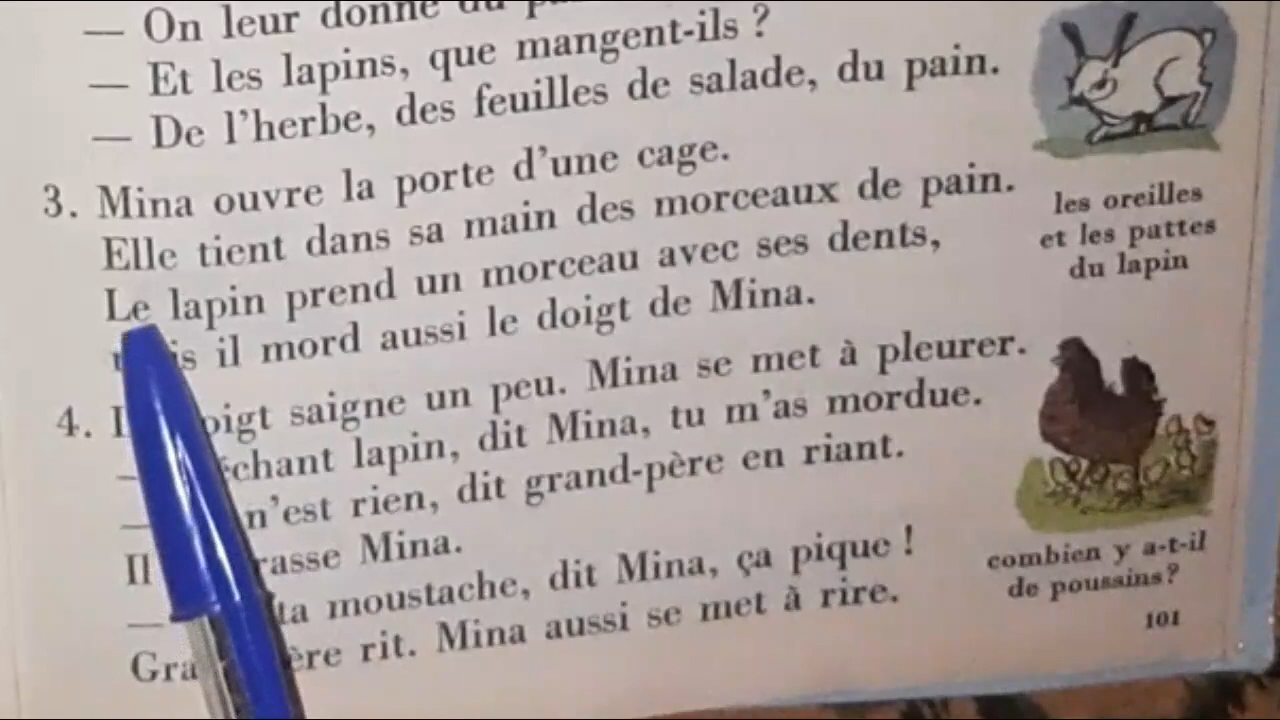 — On leur donne du
— Et les lapins, que mangent-ils ?
— De l'herbe, des feuilles de salade, du pain.
3. Mina ouvre la porte d'une cage.
Elle tient dans sa main des morceaux de pain.
Le lapin prend un morceau avec ses dents,
il mord aussi le doigt de Mina.
4. saigne un peu. Mina se met à pleurer.
— lapin, dit Mina, tu m'as mordue.
— n'est rien, dit grand-père en riant.
Il Mina.
— ta moustache, dit Mina, ça pique !
rit. Mina aussi se met à rire.
les oreilles
et les pattes
du lapin
combien y a-t-il
de poussins?
101